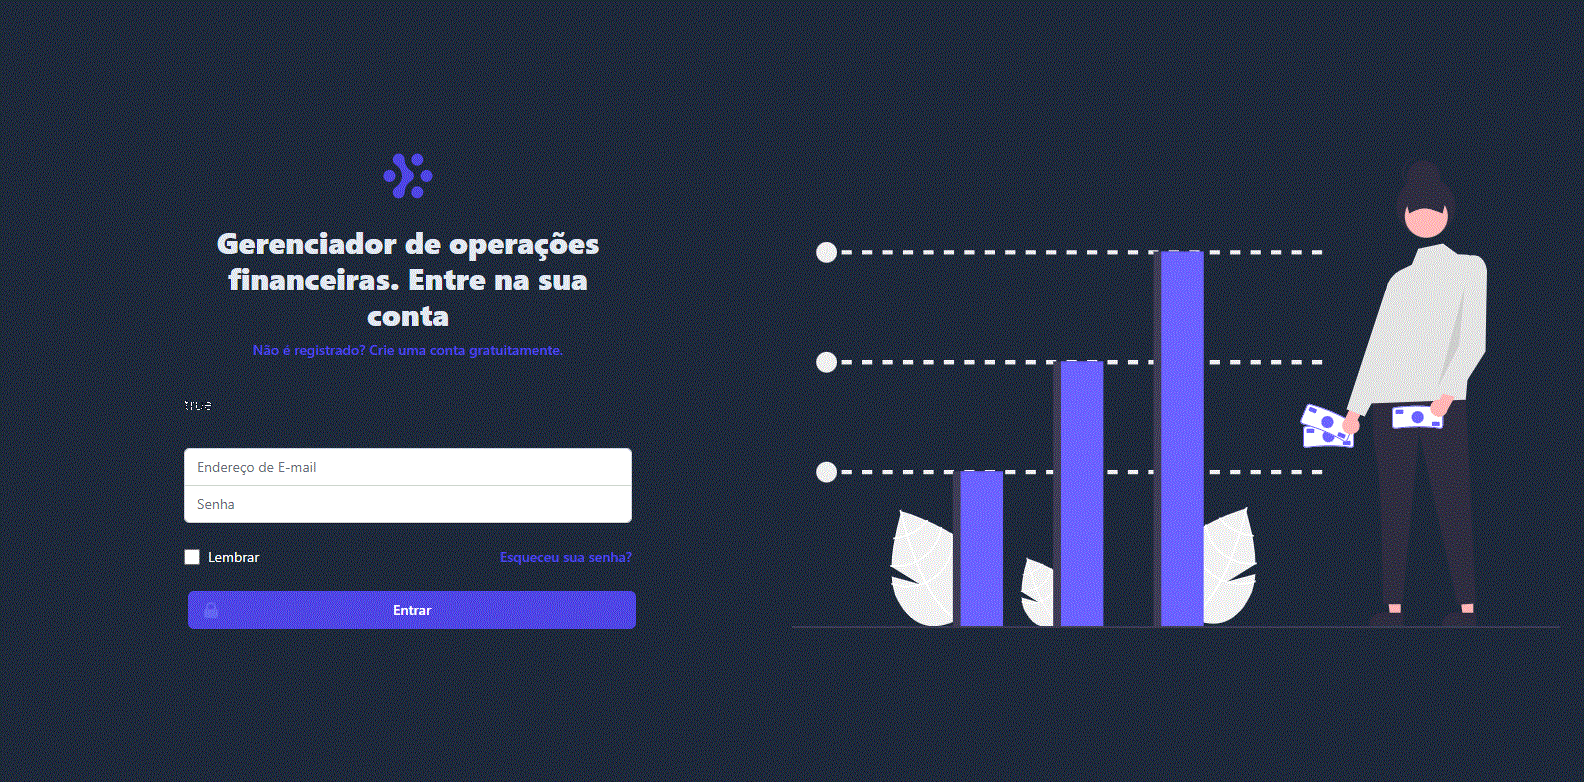 Gerenciador de operações
financeiras. Entre na sua
conta
Não é registrado? Crie uma conta gratuitamente.
true
Endereço de E-mail
Senha
Lembrar
Esqueceu sua senha?
Entrar